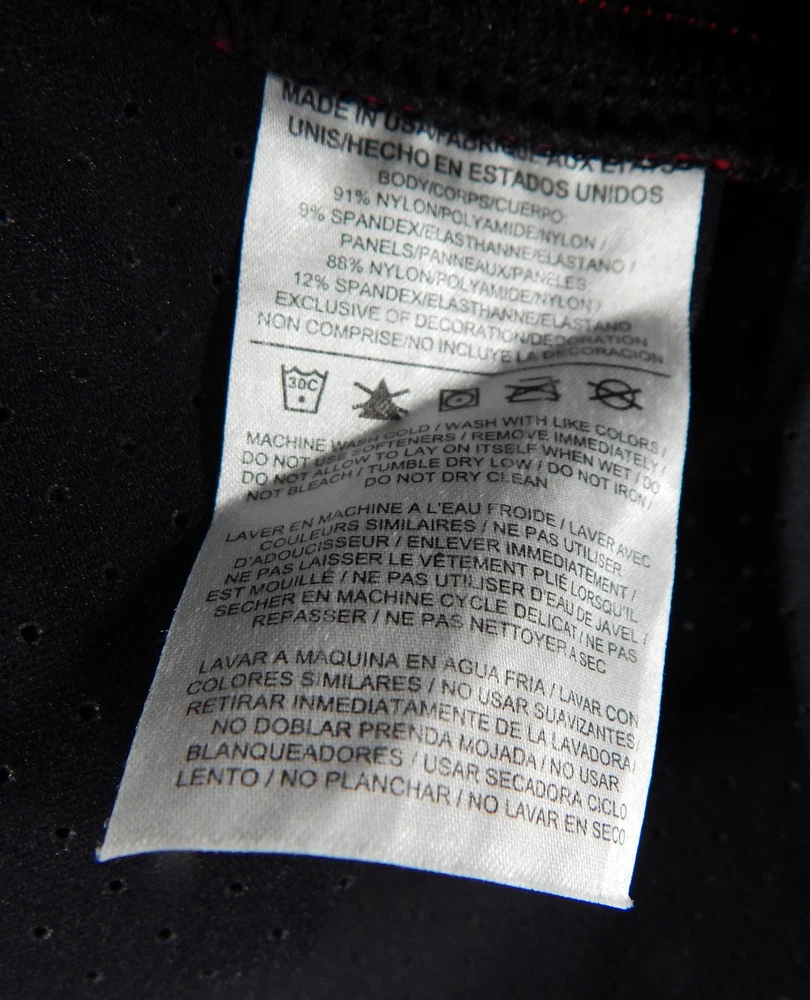 MADE IN USA/FABRIQUE AUX ETATS
UNIS/HECHO EN ESTADOS UNIDOS
BODY/CORPS/CUERPO:
91% NYLON/POLYAMIDE/NYLON /
9% SPANDEX/ELASTHANNE/ELASTANO /
PANELS/PANNEAUX/PANELES
88% NYLON/POLYAMIDE/NYLON /
12% SPANDEX/ELASTHANNE/ELASTANO
EXCLUSIVE OF DECORATION/DECORATION
NON COMPRISE/NO INCLUYE LA DECORACION
30C
MACHINE WASH COLD / WASH WITH LIKE COLORS /
DO NOT USE SOFTENERS / REMOVE IMMEDIATELY /
DO NOT ALLOW TO LAY ON ITSELF WHEN WET / DO
NOT BLEACH / TUMBLE DRY LOW / DO NOT IRON /
DO NOT DRY CLEAN
LAVER EN MACHINE A L'EAU FROIDE / LAVER AVEC
COULEURS SIMILAIRES / NE PAS UTILISER
D'ADOUCISSEUR / ENLEVER IMMEDIATEMENT /
NE PAS LAISSER LE VÊTEMENT PLIÉ LORSQU'IL
EST MOUILLÉ / NE PAS UTILISER D'EAU DE JAVEL /
SECHER EN MACHINE CYCLE DELICAT / NE PAS
REPASSER / NE PAS NETTOYER A SEC
LAVAR A MAQUINA EN AGUA FRIA / LAVAR CON
COLORES SIMILARES / NO USAR SUAVIZANTES/
RETIRAR INMEDIATAMENTE DE LA LAVADORA/
NO DOBLAR PRENDA MOJADA / NO USAR
BLANQUEADORES / USAR SECADORA CICLO
LENTO / NO PLANCHAR / NO LAVAR EN SECO